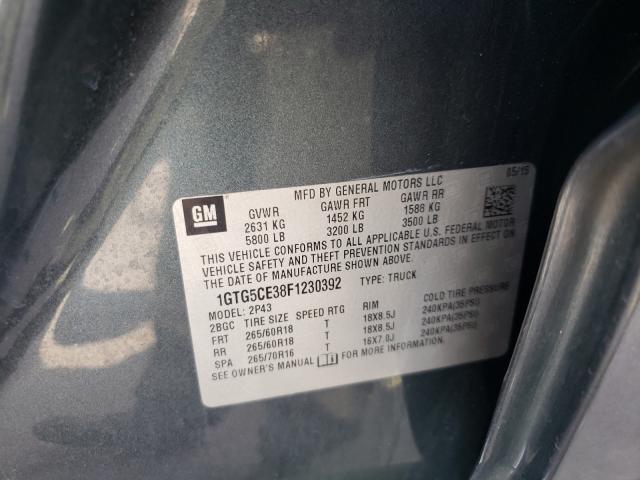 MFD BY GENERAL MOTORS LLC 05/15
GM
GVWR GAWR FRT GAWR RR
2631 KG 1452 KG 1588 KG
5800 LB 3200 LB 3500 LB
THIS VEHICLE CONFORMS TO ALL APPLICABLE U.S. FEDERAL MOTOR
VEHICLE SAFETY AND THEFT PREVENTION STANDARDS IN EFFECT ON
THE DATE OF MANUFACTURE SHOWN ABOVE.
1GTG5CE38F1230392 TYPE: TRUCK
MODEL: 2P43
2BGC TIRE SIZE SPEED RTG RIM COLD TIRE PRESSURE
FRT 265/60R18 T 18X8.5J 240KPA(35PSI)
RR 265/60R18 T 18X8.5J 240KPA(35PSI)
SPA 265/70R16 T 16X7.0J 240KPA(35PSI)
SEE OWNER'S MANUAL FOR MORE INFORMATION.